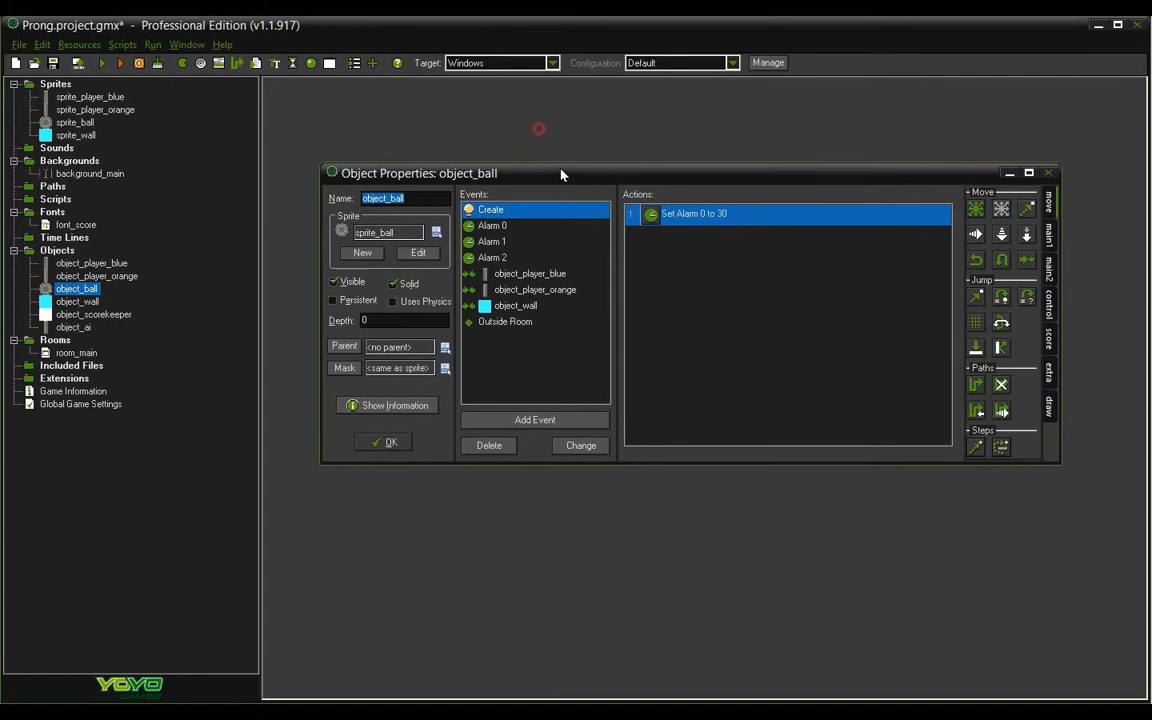 Prong.project.gmx* - Professional Edition (v1.1.917)
File Edit Resources Scripts Run Window Help
Target: Windows Configuration: Default Manage
Sprites
sprite_player_blue
sprite_player_orange
sprite_ball
sprite_wall
Sounds
Backgrounds
background_main
Paths
Scripts
Fonts
font_score
Time Lines
Objects
object_player_blue
object_player_orange
object_ball
object_wall
object_scorekeeper
object_ai
Rooms
room_main
Included Files
Extensions
Game Information
Global Game Settings
YOYO
GAMES
Object Properties: object_ball
Name: object_ball
Sprite
sprite_ball
New Edit
Visible Solid
Persistent Uses Physics
Depth: 0
Parent <no parent>
Mask <same as sprite>
Show Information
OK
Events:
Create
Alarm 0
Alarm 1
Alarm 2
object_player_blue
object_player_orange
object_wall
Outside Room
Add Event
Delete Change
Actions:
1 Set Alarm 0 to 30
Move
Jump
Paths
Steps
move
main1
main2
control
score
extra
draw